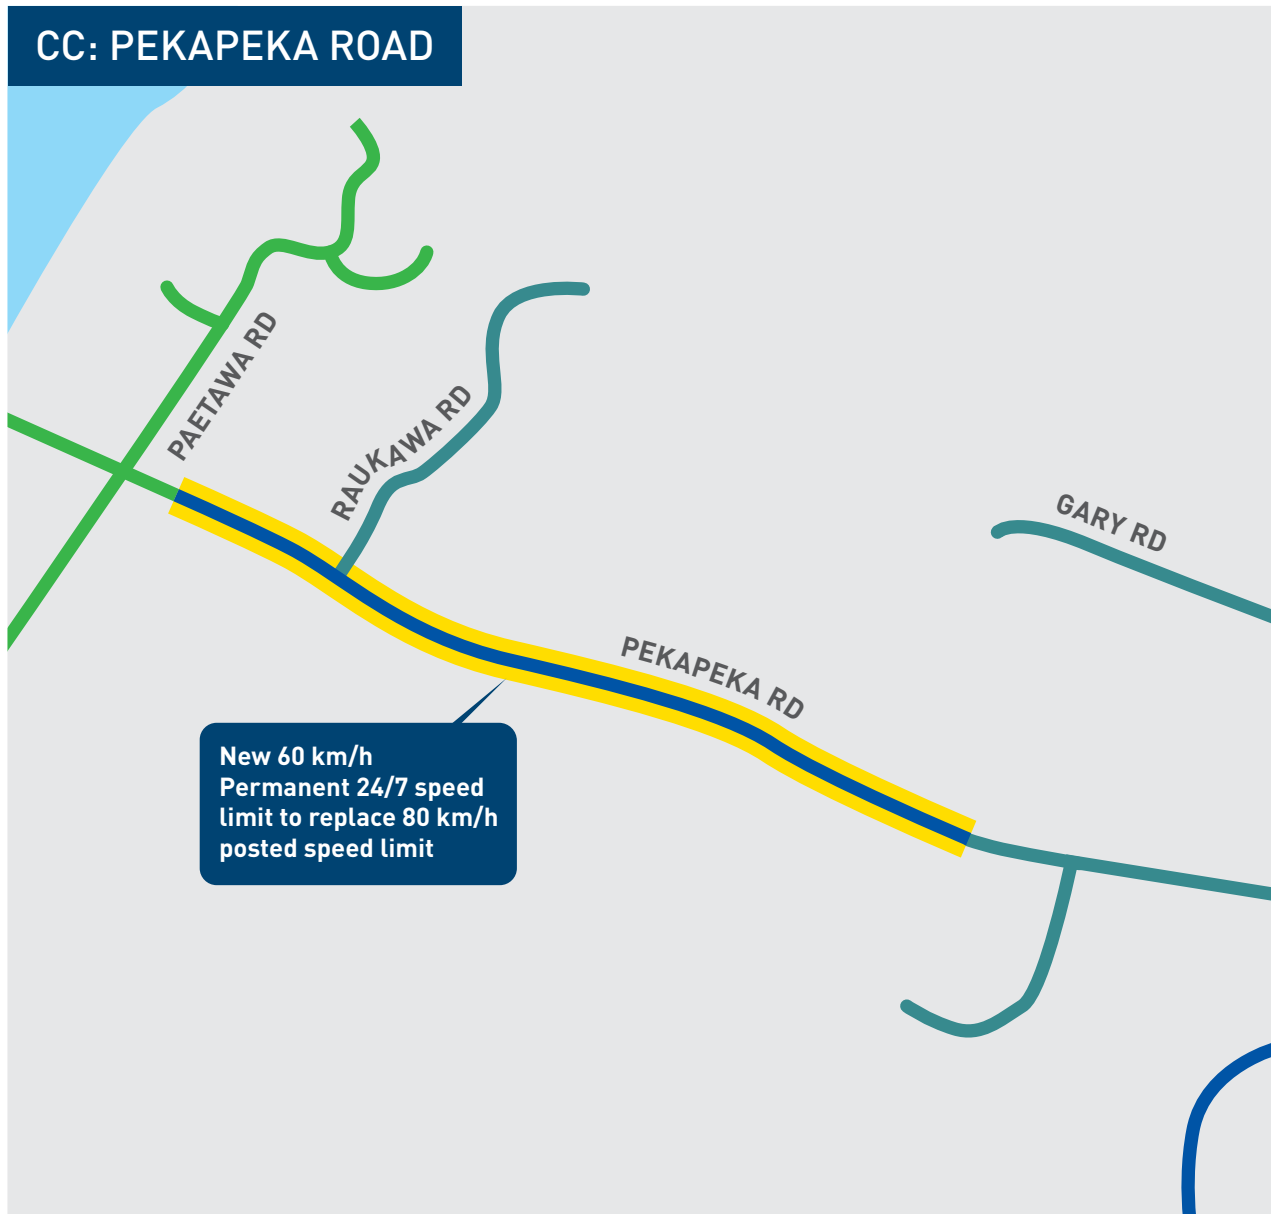 CC: PEKAPEKA ROAD
PAETAWA RD
RAUKAWA RD
GARY RD
PEKAPEKA RD
New 60 km/h
Permanent 24/7 speed
limit to replace 80 km/h
posted speed limit